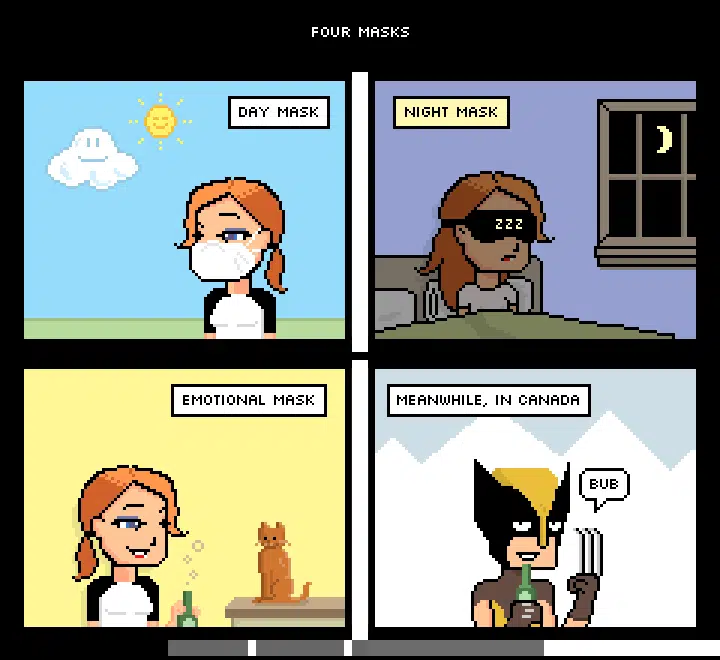 FOUR MASKS
DAY MASK
NIGHT MASK
ZZZ
EMOTIONAL MASK
MEANWHILE, IN CANADA
BUB